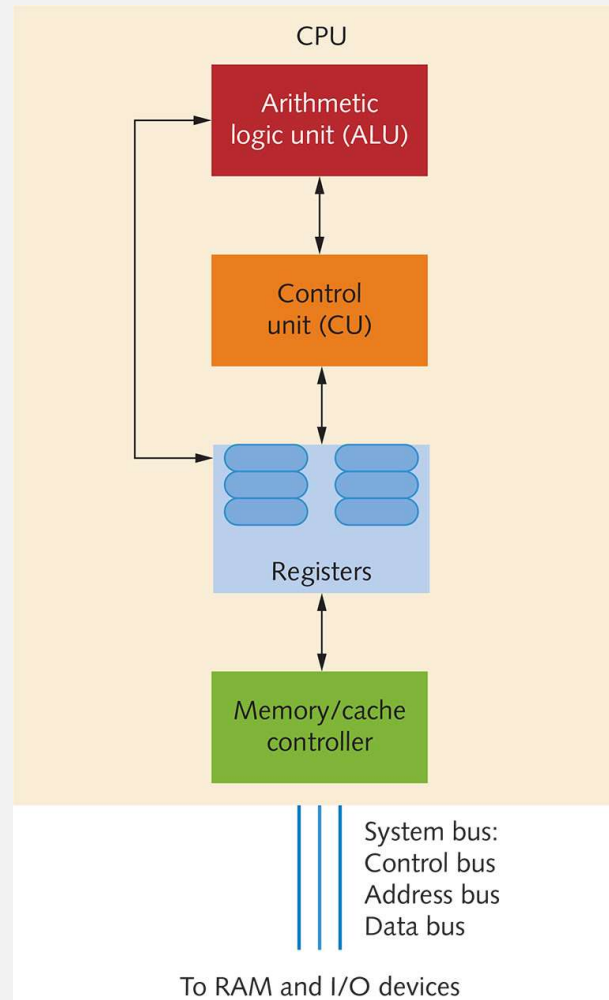 CPU
Arithmetic
logic unit (ALU)
Control
unit (CU)
Registers
Memory/cache
controller
System bus:
Control bus
Address bus
Data bus
To RAM and I/O devices